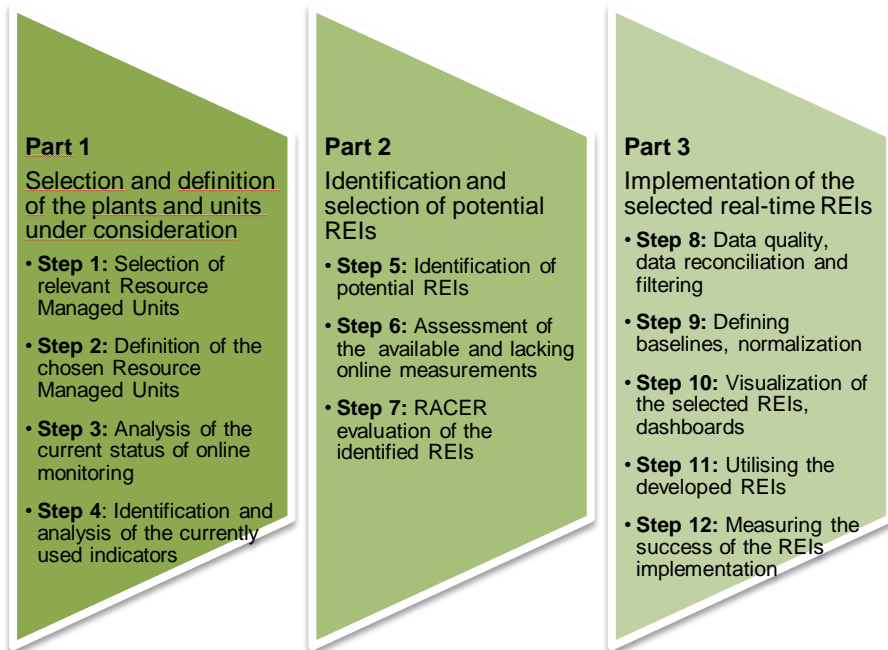 Part 1
Selection and definition
of the plants and units
under consideration
• Step 1: Selection of
relevant Resource
Managed Units
• Step 2: Definition of the
chosen Resource
Managed Units
• Step 3: Analysis of the
current status of online
monitoring
• Step 4: Identification and
analysis of the currently
used indicators
Part 2
Identification and
selection of potential
REIs
• Step 5: Identification of
potential REIs
• Step 6: Assessment of
the available and lacking
online measurements
• Step 7: RACER
evaluation of the
identified REIs
Part 3
Implementation of the
selected real-time REIs
• Step 8: Data quality,
data reconciliation and
filtering
• Step 9: Defining
baselines, normalization
• Step 10: Visualization of
the selected REIs,
dashboards
• Step 11: Utilising the
developed REIs
• Step 12: Measuring the
success of the REIs
implementation